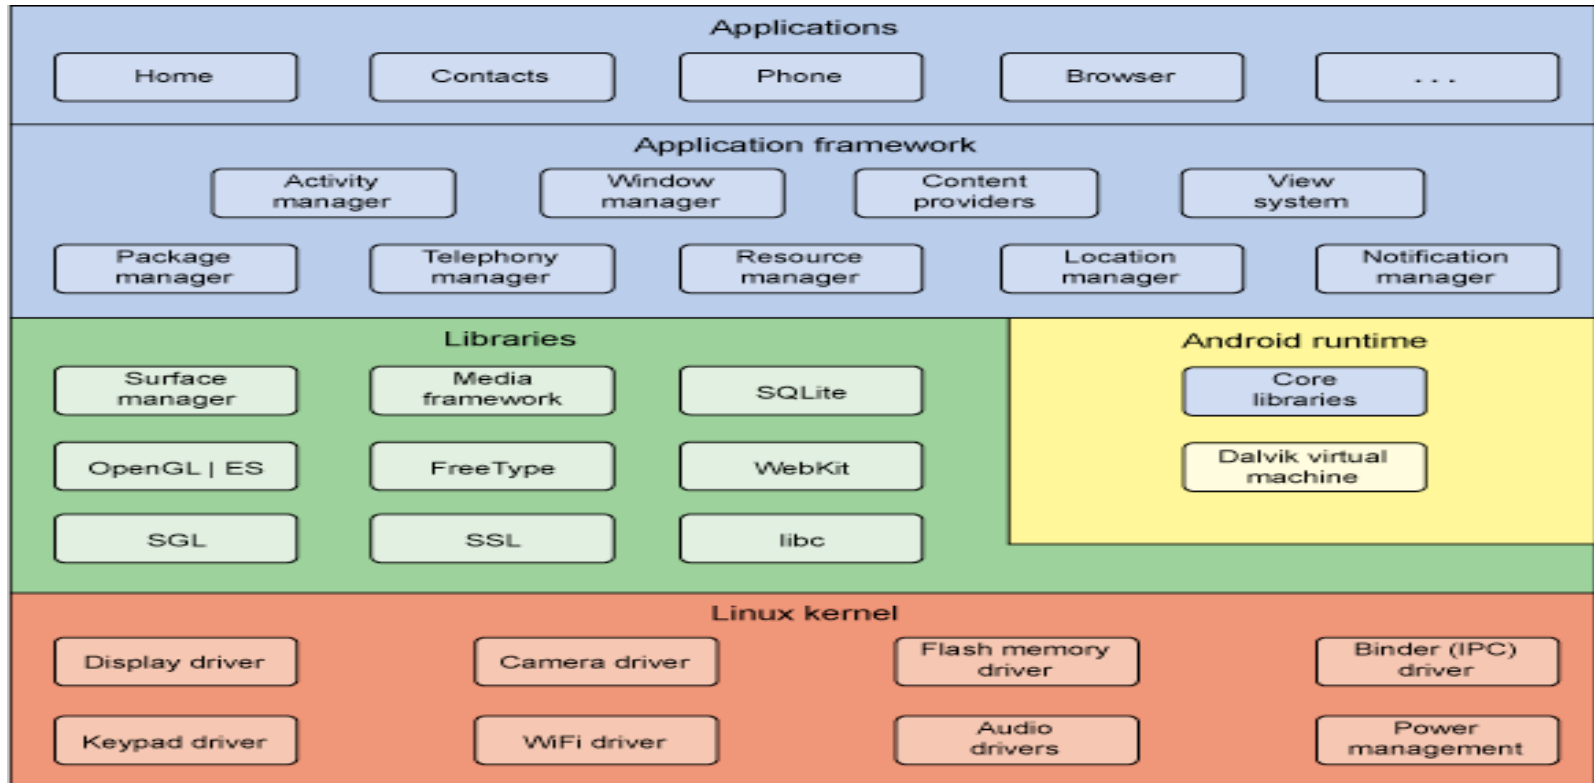 Applications
Home
Contacts
Phone
Browser
. . .
Application framework
Activity
manager
Window
manager
Content
providers
View
system
Package
manager
Telephony
manager
Resource
manager
Location
manager
Notification
manager
Libraries
Surface
manager
Media
framework
SQLite
OpenGL | ES
FreeType
WebKit
SGL
SSL
libc
Android runtime
Core
libraries
Dalvik virtual
machine
Linux kernel
Display driver
Camera driver
Flash memory
driver
Binder (IPC)
driver
Keypad driver
WiFi driver
Audio
drivers
Power
management